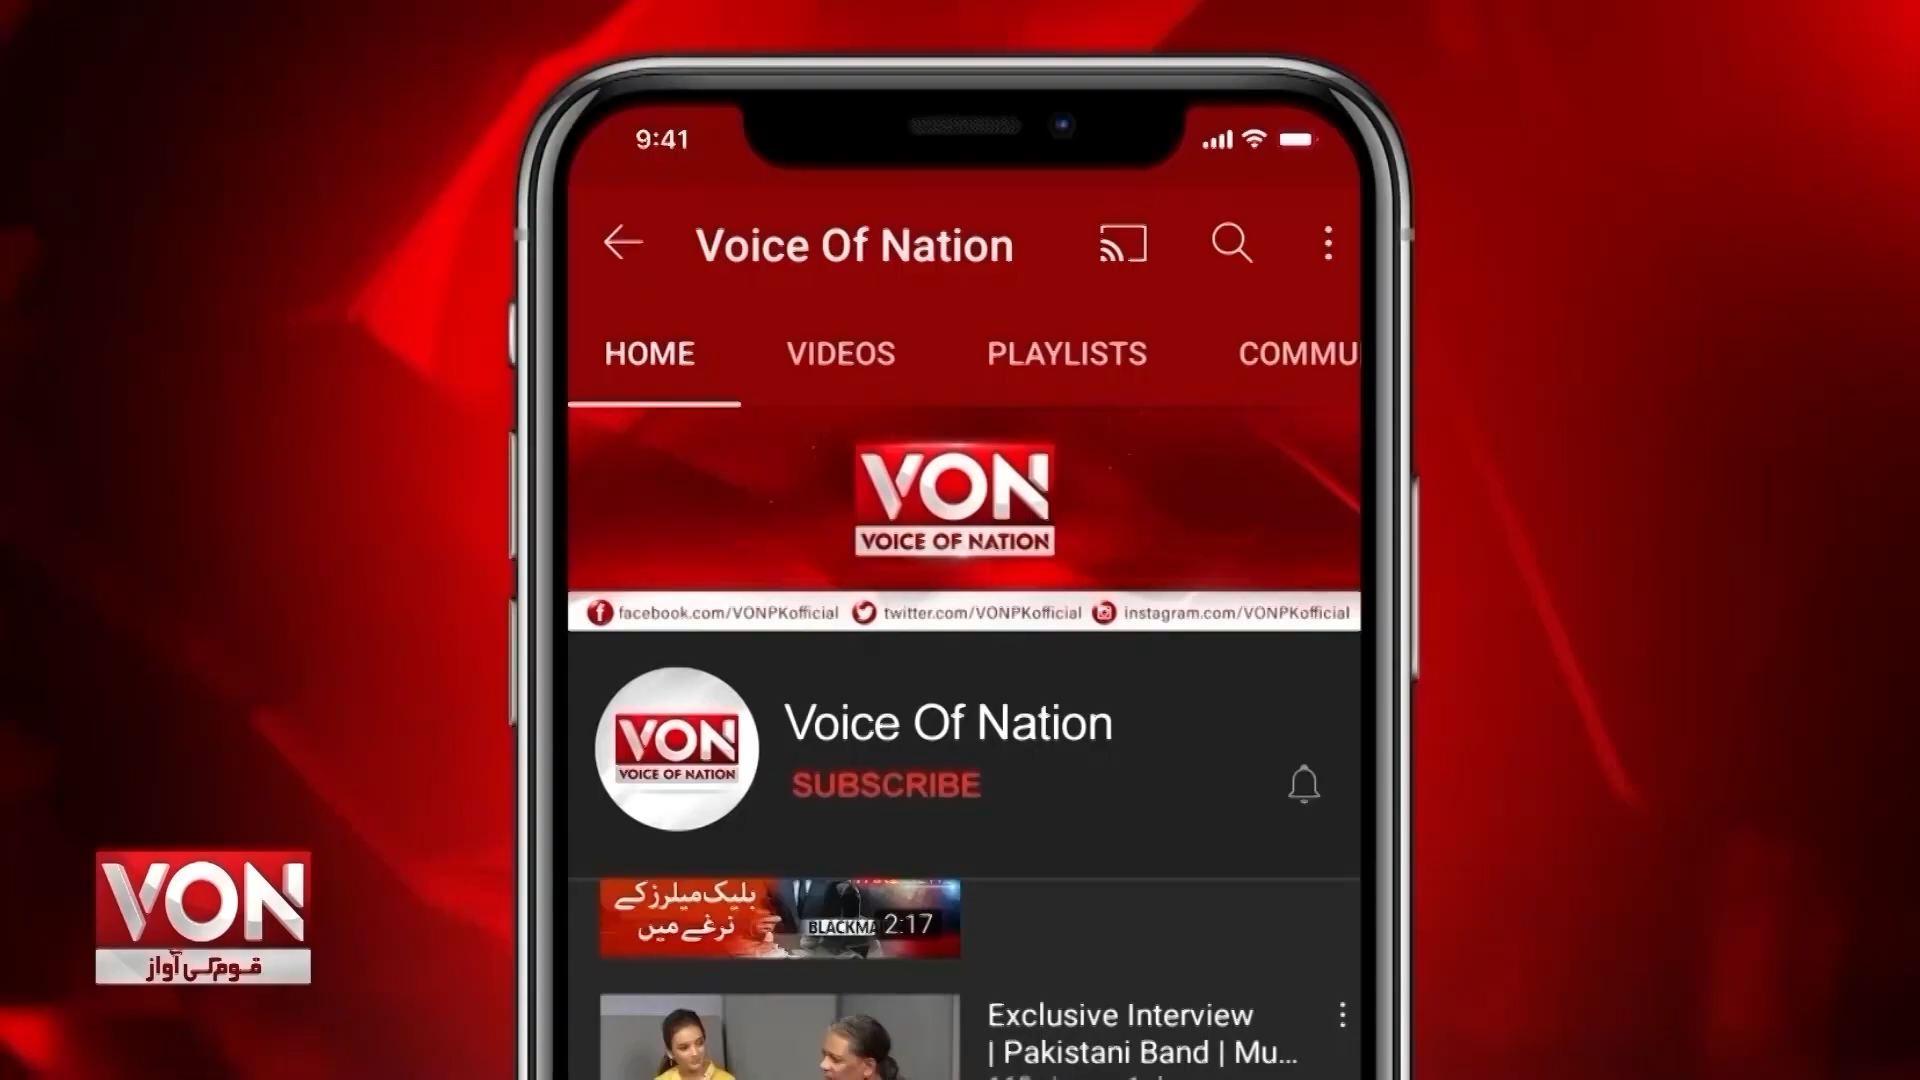 9:41
Voice Of Nation
HOME VIDEOS PLAYLISTS COMMU
VON
VOICE OF NATION
facebook.com/VONPKofficial twitter.com/VONPKofficial instagram.com/VONPKofficial
VON
VOICE OF NATION
Voice Of Nation
SUBSCRIBE
بلیک میلرز کے
نرغے میں
BLACKMA 2:17
VON
قوم کی آواز
Exclusive Interview
| Pakistani Band | Mu...